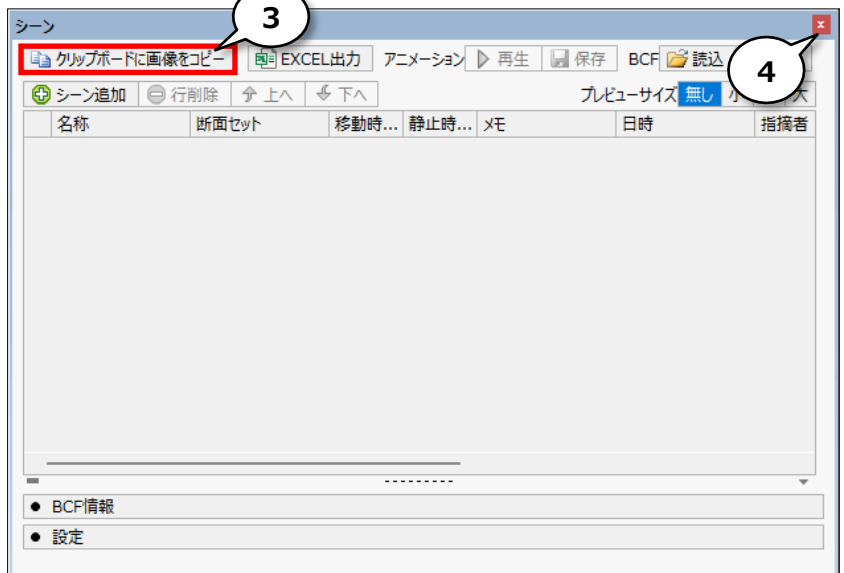 シーン
3
クリップボードに画像をコピー EXCEL出力 アニメーション 再生 保存 BCF 読込
4
シーン追加 行削除 上へ 下へ プレビューサイズ 無し 小 大
名称 断面セット 移動時... 静止時... メモ 日時 指摘者
BCF情報
設定